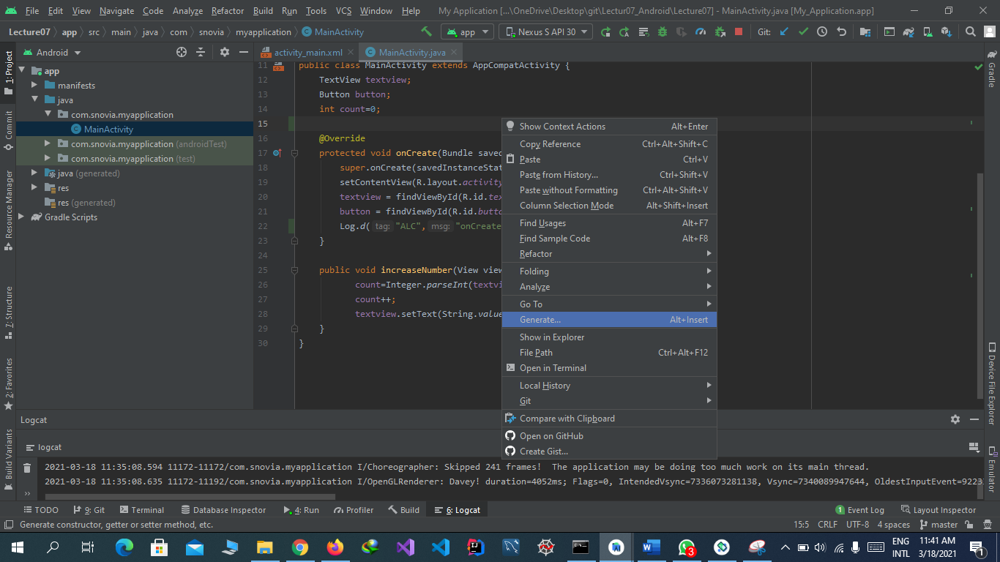 File Edit View Navigate Code Analyze Refactor Build Run Tools VCS Window Help My Application [...\OneDrive\Desktop\git\Lectur07_Android\Lecture07] - MainActivity.java [My_Application.app]
Lecture07 app src main java com snovia myapplication MainActivity app Nexus S API 30 Git:
Android activity_main.xml MainActivity.java
1: Project
Commit
Resource Manager
7: Structure
2: Favorites
Build Variants
app
manifests
java
com.snovia.myapplication
MainActivity
com.snovia.myapplication (androidTest)
com.snovia.myapplication (test)
java (generated)
res
res (generated)
Gradle Scripts
11 public class MainActivity extends AppCompatActivity {
12 TextView textview;
13 Button button;
14 int count=0;
15
16 @Override
17 protected void onCreate(Bundle saved
18 super.onCreate(savedInstanceStat
19 setContentView(R.layout.activity
20 textview = findViewById(R.id.tex
21 button = findViewById(R.id.butto
22 Log.d( tag: "ALC", msg: "onCreate
23 }
24
25 public void increaseNumber(View view
26 count=Integer.parseInt(textvi
27 count++;
28 textview.setText(String.value
29 }
30 }
Show Context Actions Alt+Enter
Copy Reference Ctrl+Alt+Shift+C
Paste Ctrl+V
Paste from History... Ctrl+Shift+V
Paste without Formatting Ctrl+Alt+Shift+V
Column Selection Mode Alt+Shift+Insert
Find Usages Alt+F7
Find Sample Code Alt+F8
Refactor
Folding
Analyze
Go To
Generate... Alt+Insert
Show in Explorer
File Path Ctrl+Alt+F12
Open in Terminal
Local History
Git
Compare with Clipboard
Open on GitHub
Create Gist...
Gradle
Device File Explorer
Emulator
Logcat
logcat
2021-03-18 11:35:08.594 11172-11172/com.snovia.myapplication I/Choreographer: Skipped 241 frames!  The application may be doing too much work on its main thread.
2021-03-18 11:35:08.635 11172-11192/com.snovia.myapplication I/OpenGLRenderer: Davey! duration=4052ms; Flags=0, IntendedVsync=7336073281138, Vsync=7340089947644, OldestInputEvent=9223
TODO 9: Git Terminal Database Inspector 4: Run Profiler Build 6: Logcat 1 Event Log Layout Inspector
Generate constructor, getter or setter method, etc. 15:5 CRLF UTF-8 4 spaces master
3 ENG 11:41 AM
INTL 3/18/2021 1